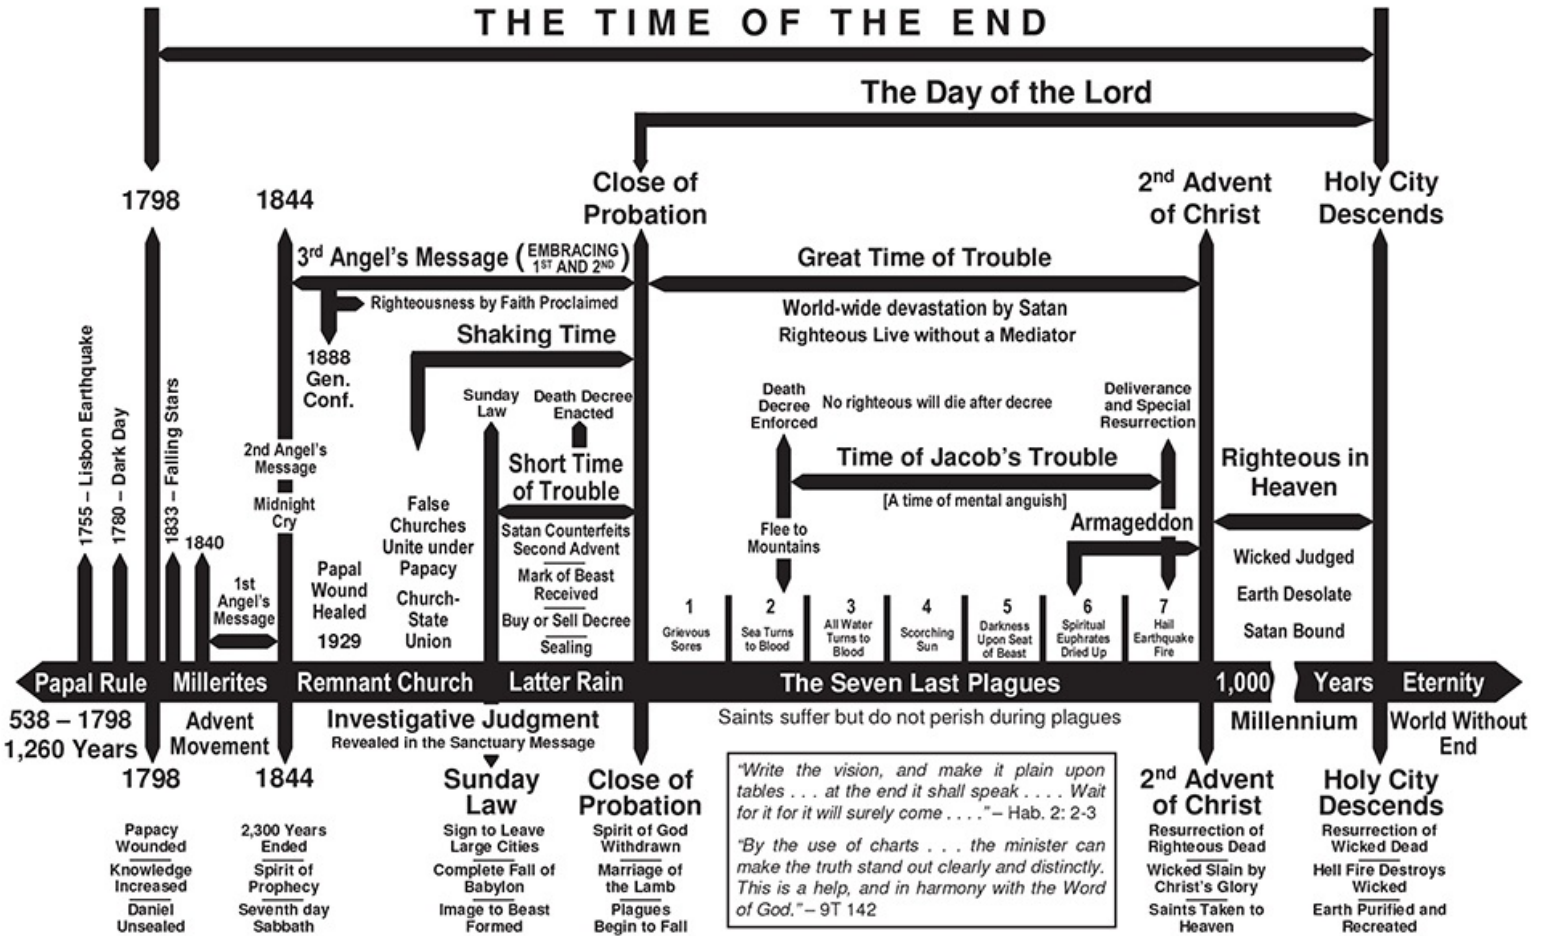 THE TIME OF THE END
The Day of the Lord
1798
1844
Close of
Probation
2nd Advent
of Christ
Holy City
Descends
3rd Angel's Message (EMBRACING
1ST AND 2ND)
Righteousness by Faith Proclaimed
1888
Gen.
Conf.
Shaking Time
Great Time of Trouble
World-wide devastation by Satan
Righteous Live without a Mediator
1755 – Lisbon Earthquake
1780 – Dark Day
1833 – Falling Stars
1840
1st
Angel's
Message
2nd Angel's
Message
Midnight
Cry
Papal
Wound
Healed
1929
False
Churches
Unite under
Papacy
Church-
State
Union
Sunday
Law
Death Decree
Enacted
Short Time
of Trouble
Satan Counterfeits
Second Advent
Mark of Beast
Received
Buy or Sell Decree
Sealing
Death
Decree
Enforced
No righteous will die after decree
Deliverance
and Special
Resurrection
Time of Jacob's Trouble
[A time of mental anguish]
Flee to
Mountains
Armageddon
Righteous in
Heaven
Wicked Judged
Earth Desolate
Satan Bound
1
Grievous
Sores
2
Sea Turns
to Blood
3
All Water
Turns to
Blood
4
Scorching
Sun
5
Darkness
Upon Seat
of Beast
6
Spiritual
Euphrates
Dried Up
7
Hail
Earthquake
Fire
Papal Rule
Millerites
Remnant Church
Latter Rain
The Seven Last Plagues
1,000
Years
Eternity
538 – 1798
1,260 Years
Advent
Movement
Investigative Judgment
Revealed in the Sanctuary Message
Saints suffer but do not perish during plagues
Millennium
World Without
End
1798
Papacy
Wounded
Knowledge
Increased
Daniel
Unsealed
1844
2,300 Years
Ended
Spirit of
Prophecy
Seventh day
Sabbath
Sunday
Law
Sign to Leave
Large Cities
Complete Fall of
Babylon
Image to Beast
Formed
Close of
Probation
Spirit of God
Withdrawn
Marriage of
the Lamb
Plagues
Begin to Fall
"Write the vision, and make it plain upon
tables . . . at the end it shall speak . . . . Wait
for it for it will surely come . . . ." – Hab. 2: 2-3
"By the use of charts . . . the minister can
make the truth stand out clearly and distinctly.
This is a help, and in harmony with the Word
of God." – 9T 142
2nd Advent
of Christ
Resurrection of
Righteous Dead
Wicked Slain by
Christ's Glory
Saints Taken to
Heaven
Holy City
Descends
Resurrection of
Wicked Dead
Hell Fire Destroys
Wicked
Earth Purified and
Recreated